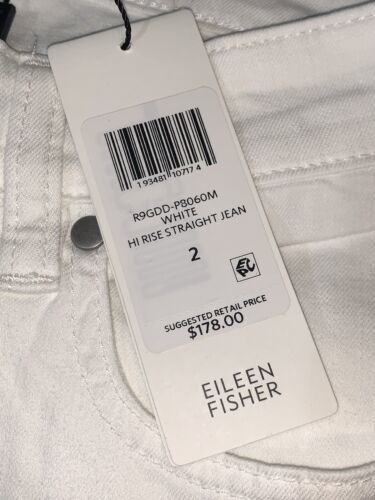 1 93481 10717 4
R9GDD-P8060M
WHITE
HI RISE STRAIGHT JEAN
2
EPC
SUGGESTED RETAIL PRICE
$178.00
EILEEN
FISHER